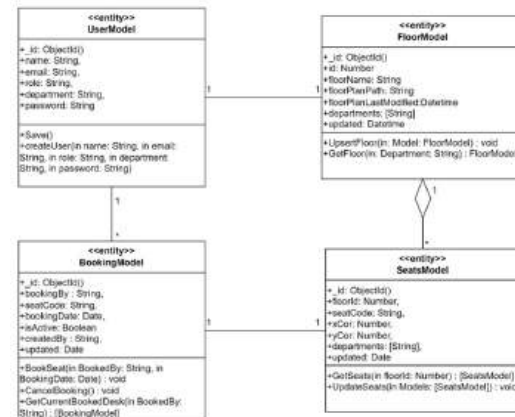 <<entity>>
UserModel
+_id: ObjectId()
+name: String,
+email: String,
+role: String,
+department: String,
+password: String
+Save()
+createUser(in name: String, in email:
String, in role: String, in department:
String, in password: String)
1
1
<<entity>>
FloorModel
+_id: ObjectId()
+id: Number
+floorName: String
+floorPlanPath: String
+floorPlanLastModified:Datetime
+departments: [String]
+updated: Datetime
+UpsertFloor(in: Model: FloorModel) : void
+GetFloor(in: Department: String) : FloorModel
1
*
1
*
<<entity>>
BookingModel
+_id: ObjectId()
+bookingBy : String,
+seatCode: String,
+bookingDate: Date,
+isActive: Boolean
+createdBy : String,
+updated: Date
+BookSeat(in BookedBy: String, in
BookingDate: Date) : void
+CancelBooking() : void
+GetCurrentBookedDesk(in BookedBy:
String) : [BookingModel]
1
1
<<entity>>
SeatsModel
+_id: ObjectId()
+floorId: Number,
+seatCode: String,
+xCor: Number,
+yCor: Number,
+departments: [String],
+updated: Date
+GetSeats(in floorId: Number) : [SeatsModel]
+UpdateSeats(in Models: [SeatsModel]) : void